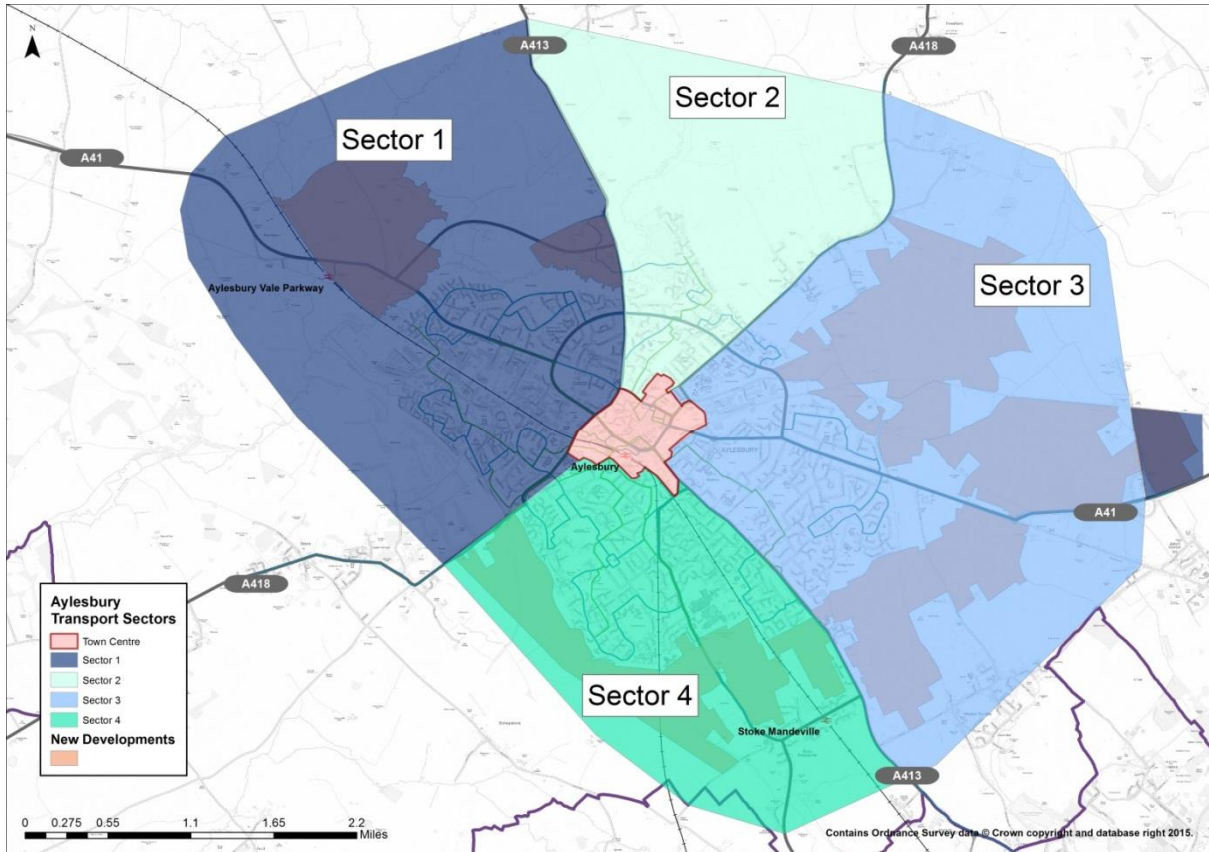 N
A413
A418
Sector 2
Sector 1
A41
Sector 3
Aylesbury Vale Parkway
AYLESBURY
Aylesbury
A41
A418
Aylesbury
Transport Sectors
Town Centre
Sector 1
Sector 2
Sector 3
Sector 4
New Developments
Sector 4
Stoke Mandeville
A413
0 0.275 0.55 1.1 1.65 2.2
Miles
Contains Ordnance Survey data © Crown copyright and database right 2015.